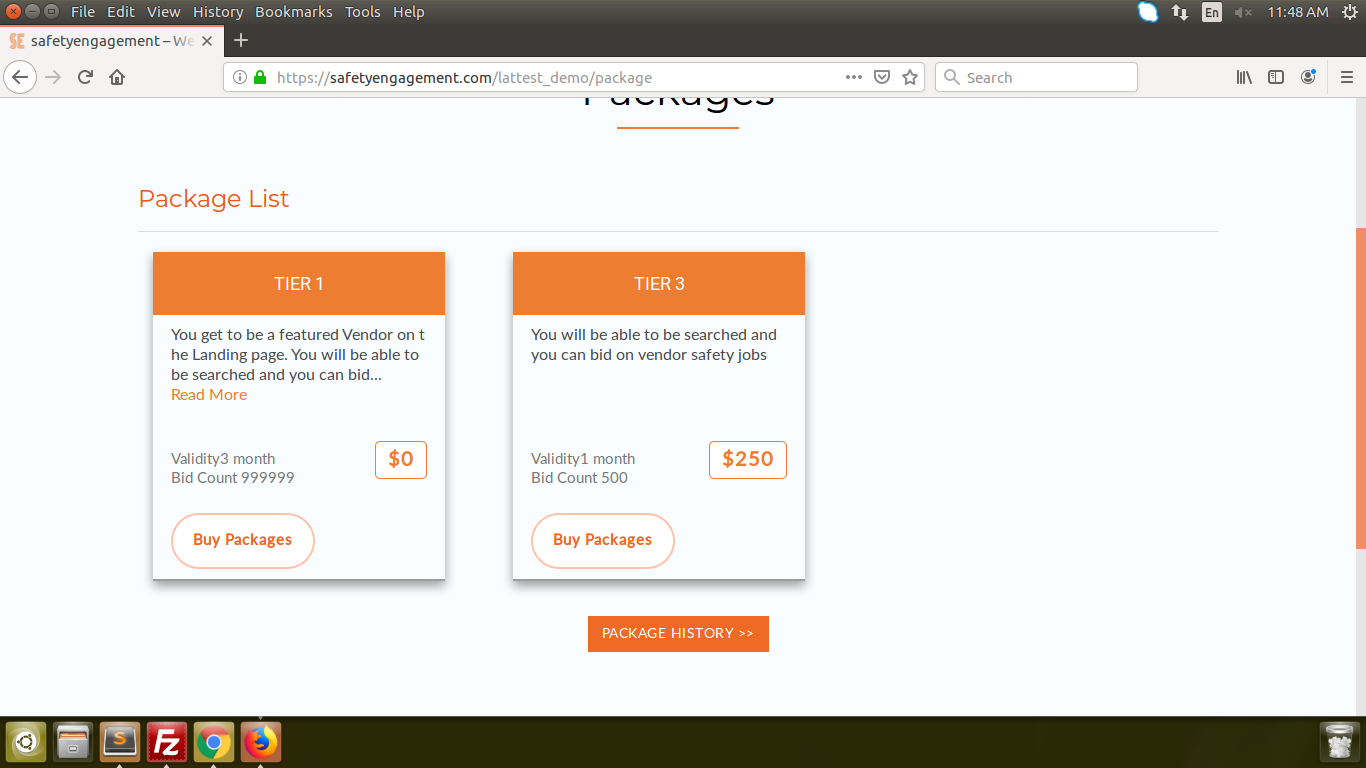 File Edit View History Bookmarks Tools Help
En
11:48 AM
SE safetyengagement – We
https://safetyengagement.com/lattest_demo/package
Search
Packages
Package List
TIER 1
You get to be a featured Vendor on t
he Landing page. You will be able to
be searched and you can bid...
Read More
Validity3 month
Bid Count 999999
$0
Buy Packages
TIER 3
You will be able to be searched and
you can bid on vendor safety jobs
Validity1 month
Bid Count 500
$250
Buy Packages
PACKAGE HISTORY >>
S
Fz